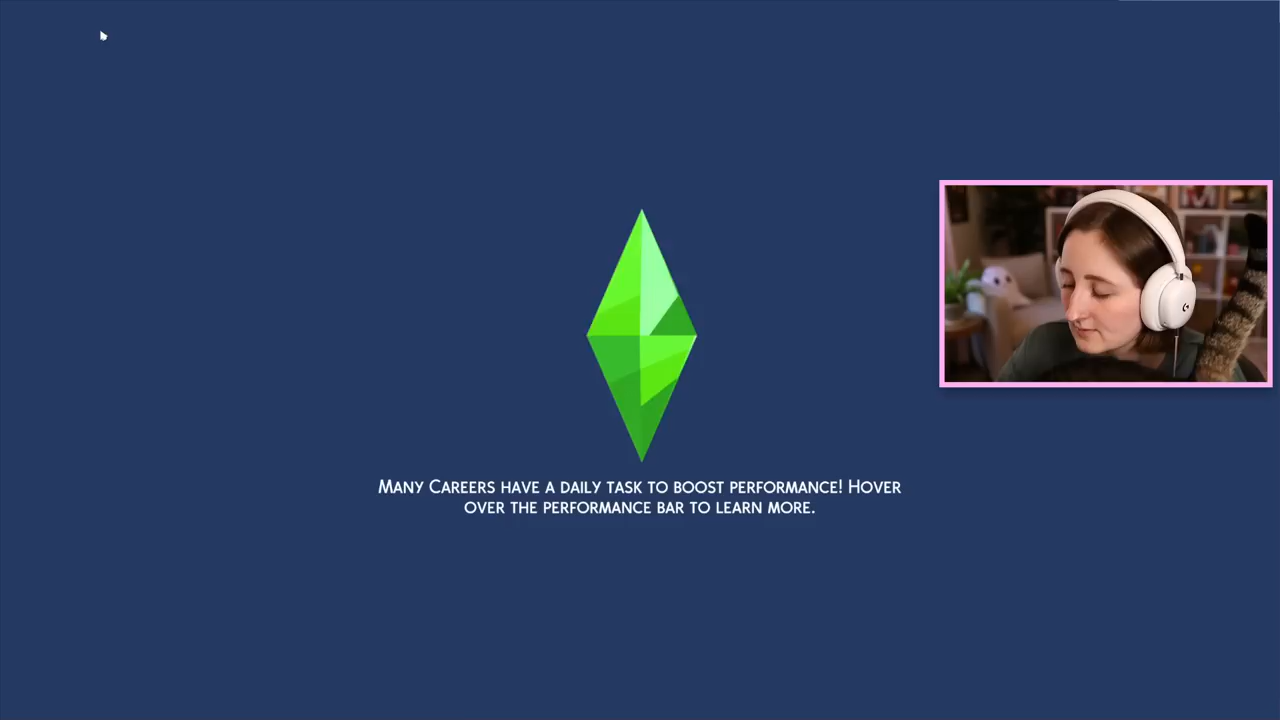 Many Careers have a daily task to boost performance! Hover
over the performance bar to learn more.